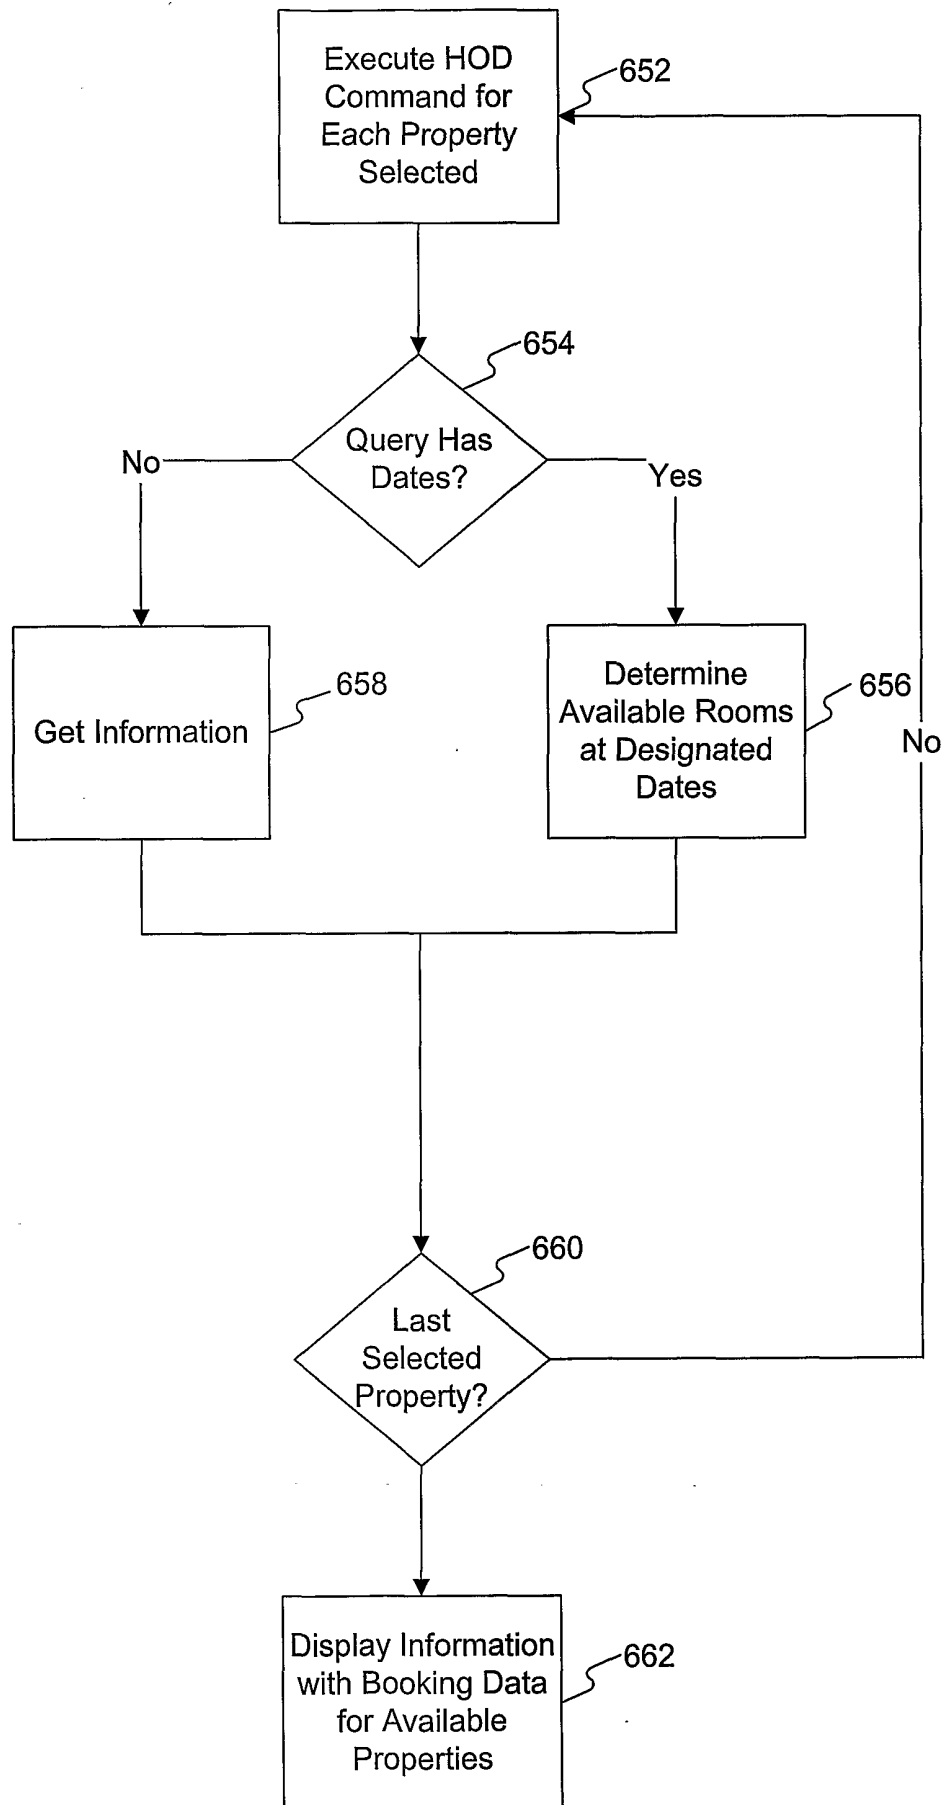 Execute HOD
Command for
Each Property
Selected
652
654
Query Has
Dates?
No
Yes
Get Information
658
Determine
Available Rooms
at Designated
Dates
656
No
660
Last
Selected
Property?
Display Information
with Booking Data
for Available
Properties
662